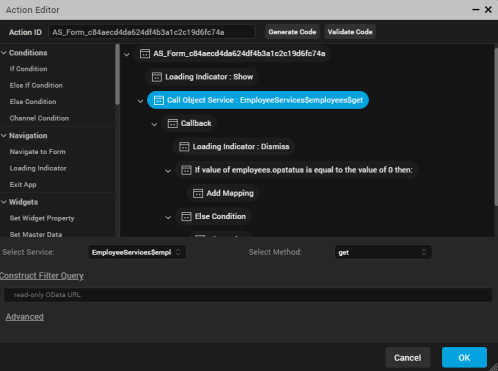 Action Editor
Action ID AS_Form_c84aecd4da624df4b3a1c2c19d6fc74a Generate Code Validate Code
Conditions
If Condition
Else If Condition
Else Condition
Channel Condition
Navigation
Navigate to Form
Loading Indicator
Exit App
Widgets
Set Widget Property
Set Master Data
AS_Form_c84aecd4da624df4b3a1c2c19d6fc74a
Loading Indicator : Show
Call Object Service : EmployeeServices$employees$get
Callback
Loading Indicator : Dismiss
If value of employees.opstatus is equal to the value of 0 then:
Add Mapping
Else Condition
Select Service: EmployeeServices$empl Select Method: get
Construct Filter Query
read-only OData URL
Advanced
Cancel OK